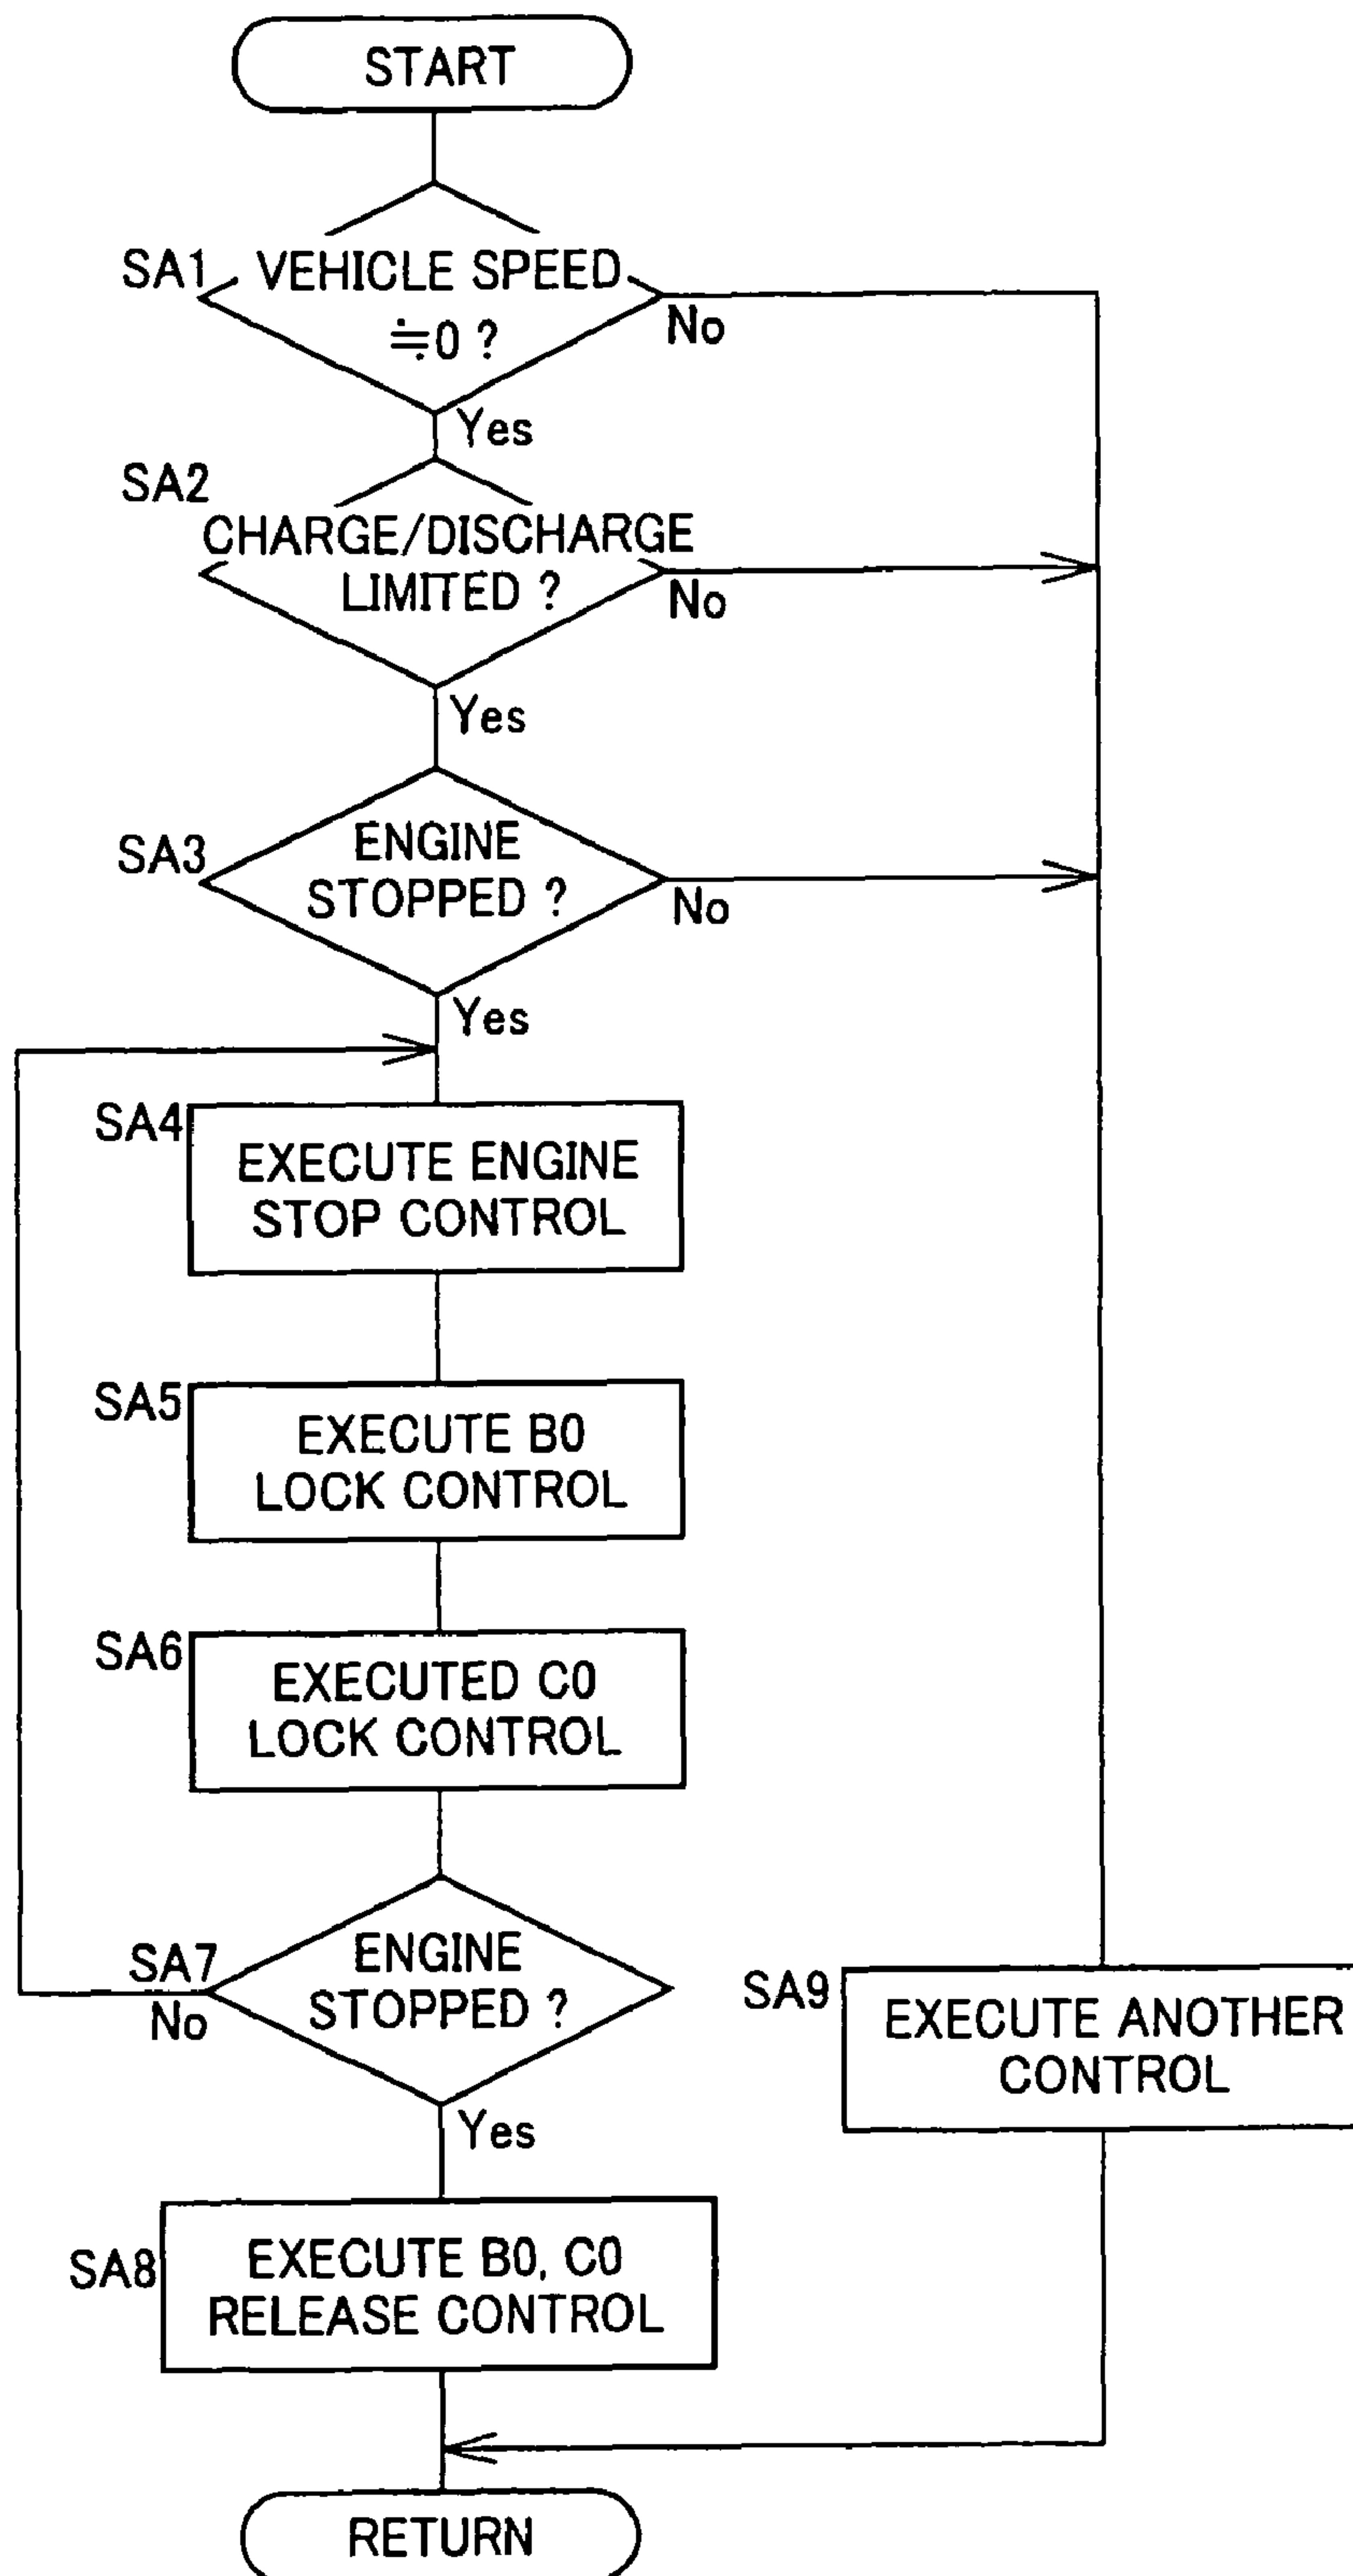 START
SA1
VEHICLE SPEED
≒0 ?
No
Yes
SA2
CHARGE/DISCHARGE
LIMITED ?
No
Yes
SA3
ENGINE
STOPPED ?
No
Yes
SA4
EXECUTE ENGINE
STOP CONTROL
SA5
EXECUTE B0
LOCK CONTROL
SA6
EXECUTED C0
LOCK CONTROL
SA7
ENGINE
STOPPED ?
No
Yes
SA9
EXECUTE ANOTHER
CONTROL
SA8
EXECUTE B0, C0
RELEASE CONTROL
RETURN